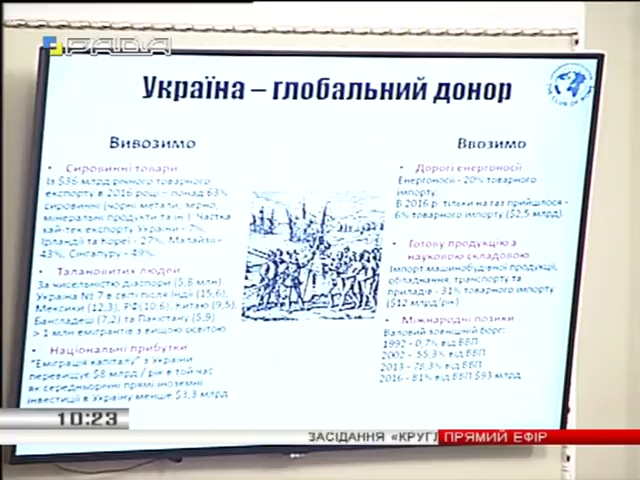 РАДА
Україна – глобальний донор
Вивозимо
• Сировинні товари
Із $36 млрд річного товарного
експорту в 2016 році – понад 63%
сировинні (чорні метали, зерно,
мінеральні продукти та ін.). Частка
хай-тек експорту України - 7%,
Ірландії та Кореї - 27%, Малайзії -
43%, Сингапуру - 49%.
• Талановитих людей
За чисельністю діаспори (5,8 млн)
Україна № 7 в світі після Індії (15,6),
Мексики (12,3), РФ (10,6), Китаю (9,5),
Бангладеш (7,2) та Пакістану (5,9)
> 1 млн емігрантів з вищою освітою
• Національні прибутки
"Еміграція капіталу" з України
перевищує $8 млрд / рік в той час
як середньорічні прямі іноземні
інвестиції в Україну менше $3,3 млрд
Ввозимо
• Дорогі енергоносії
Енергоносії - 20% товарного
імпорту.
В 2016 р. тільки на газ прийшлося -
6% товарного імпорту ($2,5 млрд).
• Готову продукцію з
науковою складовою
Імпорт машинобудівної продукції,
обладнання, транспорту та
приладів - 31% товарного імпорту
($12 млрд/рік)
• Міжнародні позики
Валовий зовнішній борг:
1992 - 0,7% від ВВП
2002 - 55,3% від ВВП
2013 - 78,3% від ВВП
2016 - 81% від ВВП $93 млрд
10:23
ЗАСІДАННЯ «КРУГЛ
ПРЯМИЙ ЕФІР